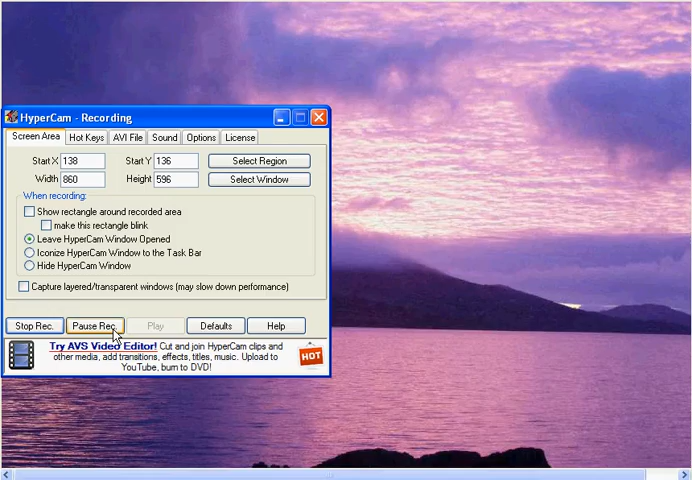 HyperCam - Recording
Screen Area Hot Keys AVI File Sound Options License
Start X 138 Start Y 136 Select Region
Width 860 Height 596 Select Window
When recording:
Show rectangle around recorded area
make this rectangle blink
Leave HyperCam Window Opened
Iconize HyperCam Window to the Task Bar
Hide HyperCam Window
Capture layered/transparent windows (may slow down performance)
Stop Rec. Pause Rec. Play Defaults Help
Try AVS Video Editor! Cut and join HyperCam clips and
other media, add transitions, effects, titles, music. Upload to
YouTube, burn to DVD!
HOT